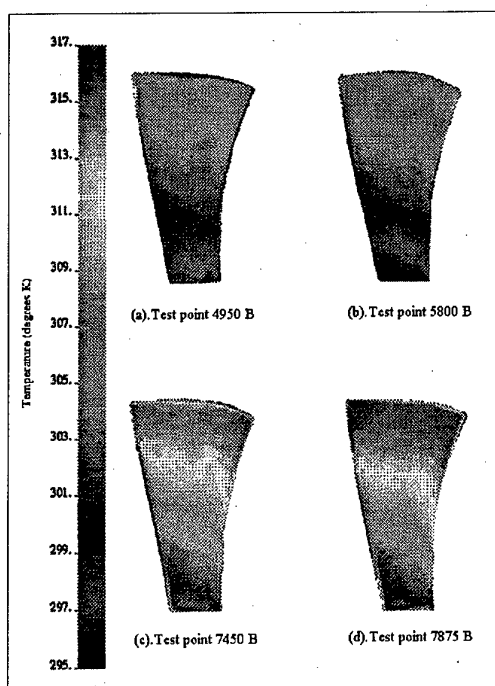 317.
315.
313.
311.
309.
307.
305.
303.
301.
299.
297.
295.
Temperature (degrees K)
(a).Test point 4950 B
(b).Test point 5800 B
(c).Test point 7450 B
(d).Test point 7875 B